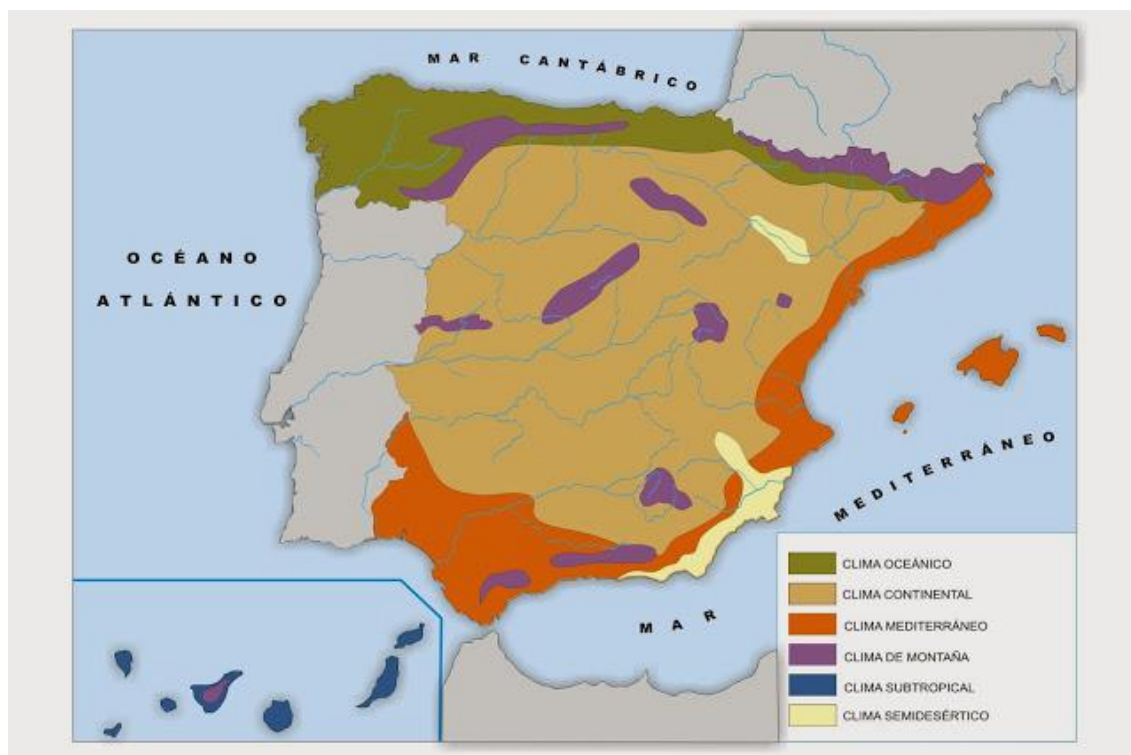 MAR CANTÁBRICO
OCÉANO
ATLÁNTICO
MEDITERRÁNEO
MAR
CLIMA OCEÁNICO
CLIMA CONTINENTAL
CLIMA MEDITERRÁNEO
CLIMA DE MONTAÑA
CLIMA SUBTROPICAL
CLIMA SEMIDESÉRTICO